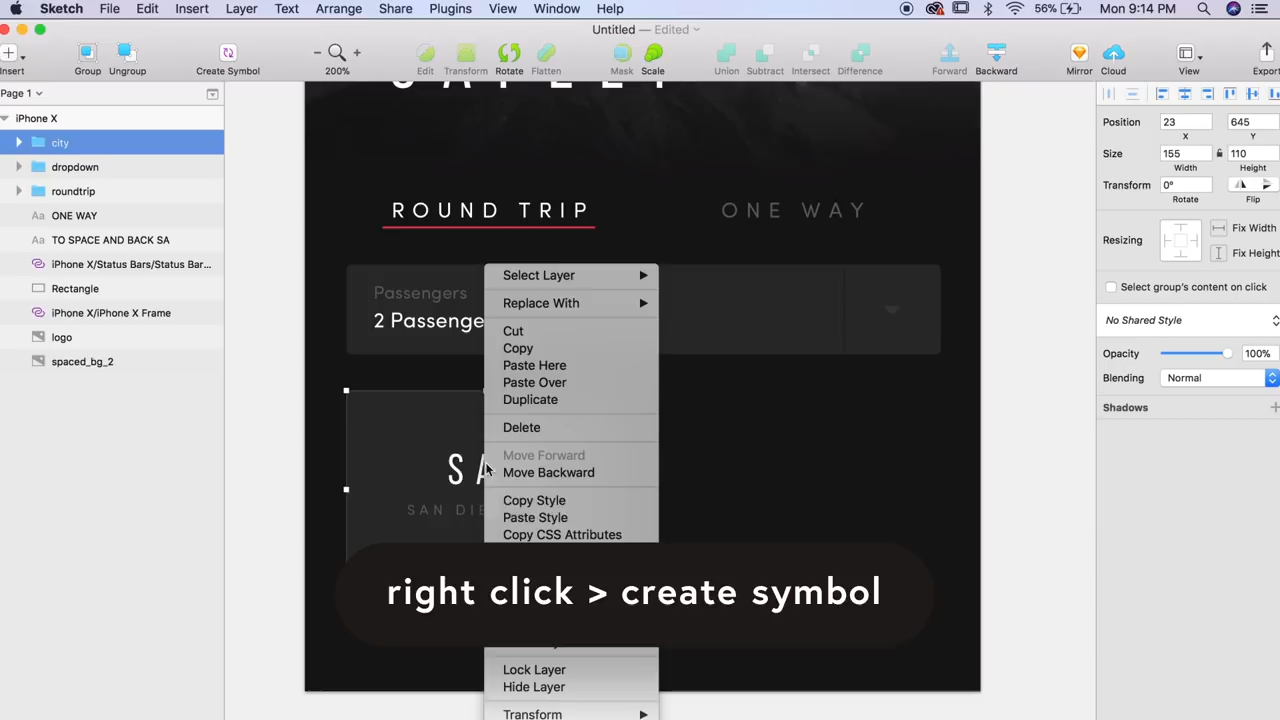 Sketch File Edit Insert Layer Text Arrange Share Plugins View Window Help 56% Mon 9:14 PM
Untitled — Edited
Insert Group Ungroup Create Symbol 200% Edit Transform Rotate Flatten Mask Scale Union Subtract Intersect Difference Forward Backward Mirror Cloud View Export
Page 1
iPhone X
city
dropdown
roundtrip
Aa ONE WAY
Aa TO SPACE AND BACK SA
iPhone X/Status Bars/Status Bar...
Rectangle
iPhone X/iPhone X Frame
logo
spaced_bg_2
ROUND TRIP
ONE WAY
Passengers
2 Passenge
SA
SAN DIE
Select Layer
Replace With
Cut
Copy
Paste Here
Paste Over
Duplicate
Delete
Move Forward
Move Backward
Copy Style
Paste Style
Copy CSS Attributes
right click > create symbol
Lock Layer
Hide Layer
Transform
Position 23 645
X Y
Size 155 110
Width Height
Transform 0°
Rotate Flip
Resizing Fix Width
Fix Height
Select group's content on click
No Shared Style
Opacity 100%
Blending Normal
Shadows